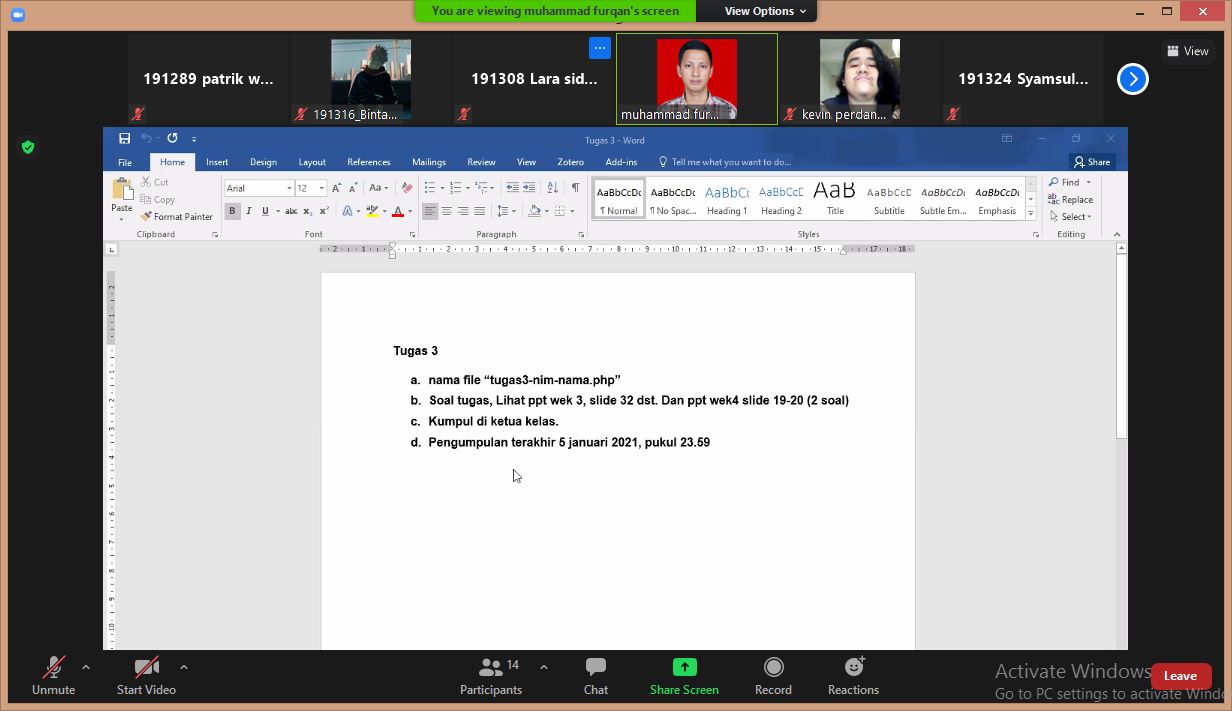 You are viewing muhammad furqan's screen
View Options
View
191289 patrik w...
191316_Binta...
191308 Lara sid...
muhammad fur...
kevin perdan...
191324 Syamsul...
Tugas 3 - Word
File Home Insert Design Layout References Mailings Review View Zotero Add-ins Tell me what you want to do... Share
Paste
Cut
Copy
Format Painter
Clipboard
Arial 12
Font
Paragraph
AaBbCcDc AaBbCcDc AaBbCc AaBbCcE AaB AaBbCcD AaBbCcDt AaBbCcDt
¶ Normal ¶ No Spac... Heading 1 Heading 2 Title Subtitle Subtle Em... Emphasis
Styles
Find
Replace
Select
Editing
Tugas 3
a. nama file “tugas3-nim-nama.php”
b. Soal tugas, Lihat ppt wek 3, slide 32 dst. Dan ppt wek4 slide 19-20 (2 soal)
c. Kumpul di ketua kelas.
d. Pengumpulan terakhir 5 januari 2021, pukul 23.59
Unmute
Start Video
Participants 14
Chat
Share Screen
Record
Reactions
Activate Windows
Go to PC settings to activate Windo
Leave